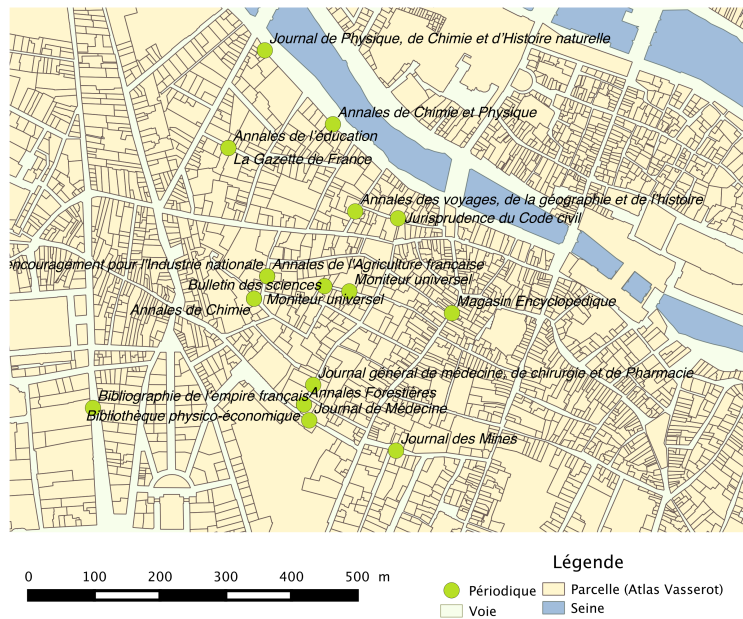 Journal de Physique, de Chimie et d'Histoire naturelle
Annales de Chimie et Physique
Annales de l'éducation
La Gazette de France
Annales des voyages, de la géographie et de l'histoire
Jurisprudence du Code civil
encouragement pour l'Industrie nationale
Annales de l'Agriculture française
Bulletin des sciences
Moniteur universel
Moniteur universel
Annales de Chimie
Magasin Encyclopédique
Journal général de médecine, de chirurgie et de Pharmacie
Bibliographie de l'empire français
Annales Forestières
Bibliothèque physico-économique
Journal de Médecine
Journal des Mines
Légende
0 100 200 300 400 500 m
Périodique
Parcelle (Atlas Vasserot)
Voie
Seine